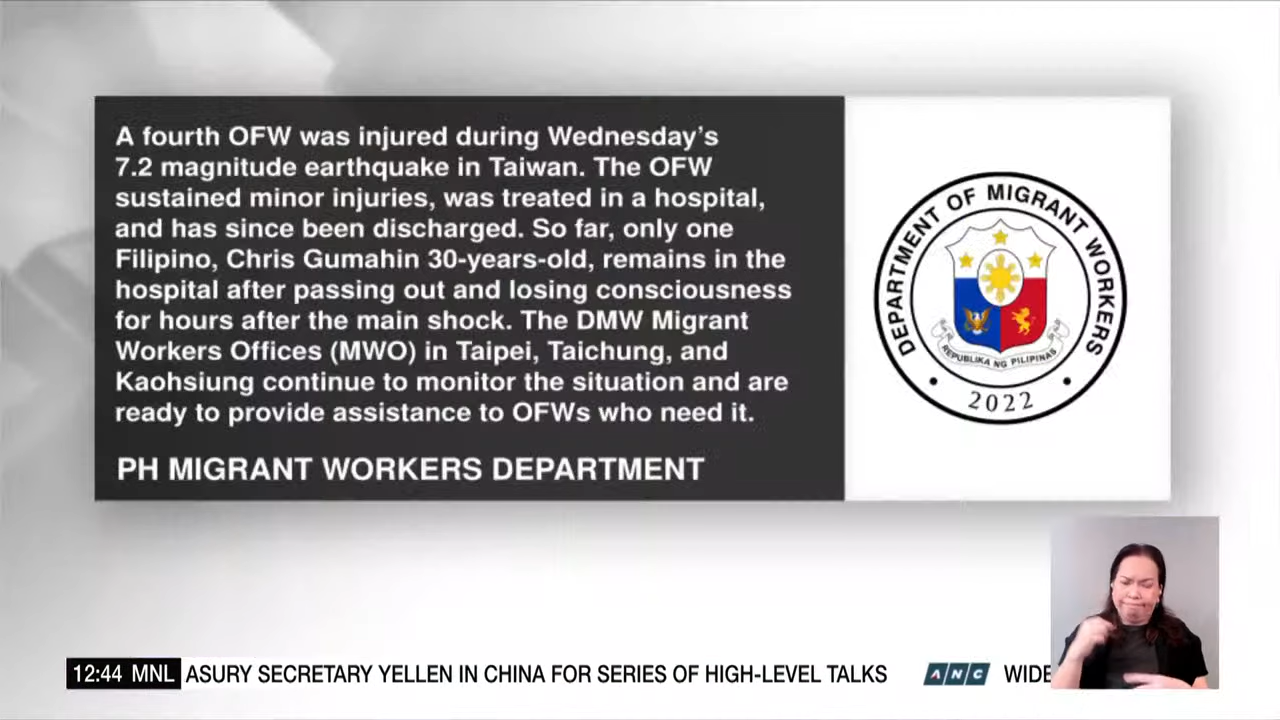 A fourth OFW was injured during Wednesday's
7.2 magnitude earthquake in Taiwan. The OFW
sustained minor injuries, was treated in a hospital,
and has since been discharged. So far, only one
Filipino, Chris Gumahin 30-years-old, remains in the
hospital after passing out and losing consciousness
for hours after the main shock. The DMW Migrant
Workers Offices (MWO) in Taipei, Taichung, and
Kaohsiung continue to monitor the situation and are
ready to provide assistance to OFWs who need it.
PH MIGRANT WORKERS DEPARTMENT
DEPARTMENT OF MIGRANT WORKERS
REPUBLIKA NG PILIPINAS
2022
12:44 MNL ASURY SECRETARY YELLEN IN CHINA FOR SERIES OF HIGH-LEVEL TALKS ANC WIDE